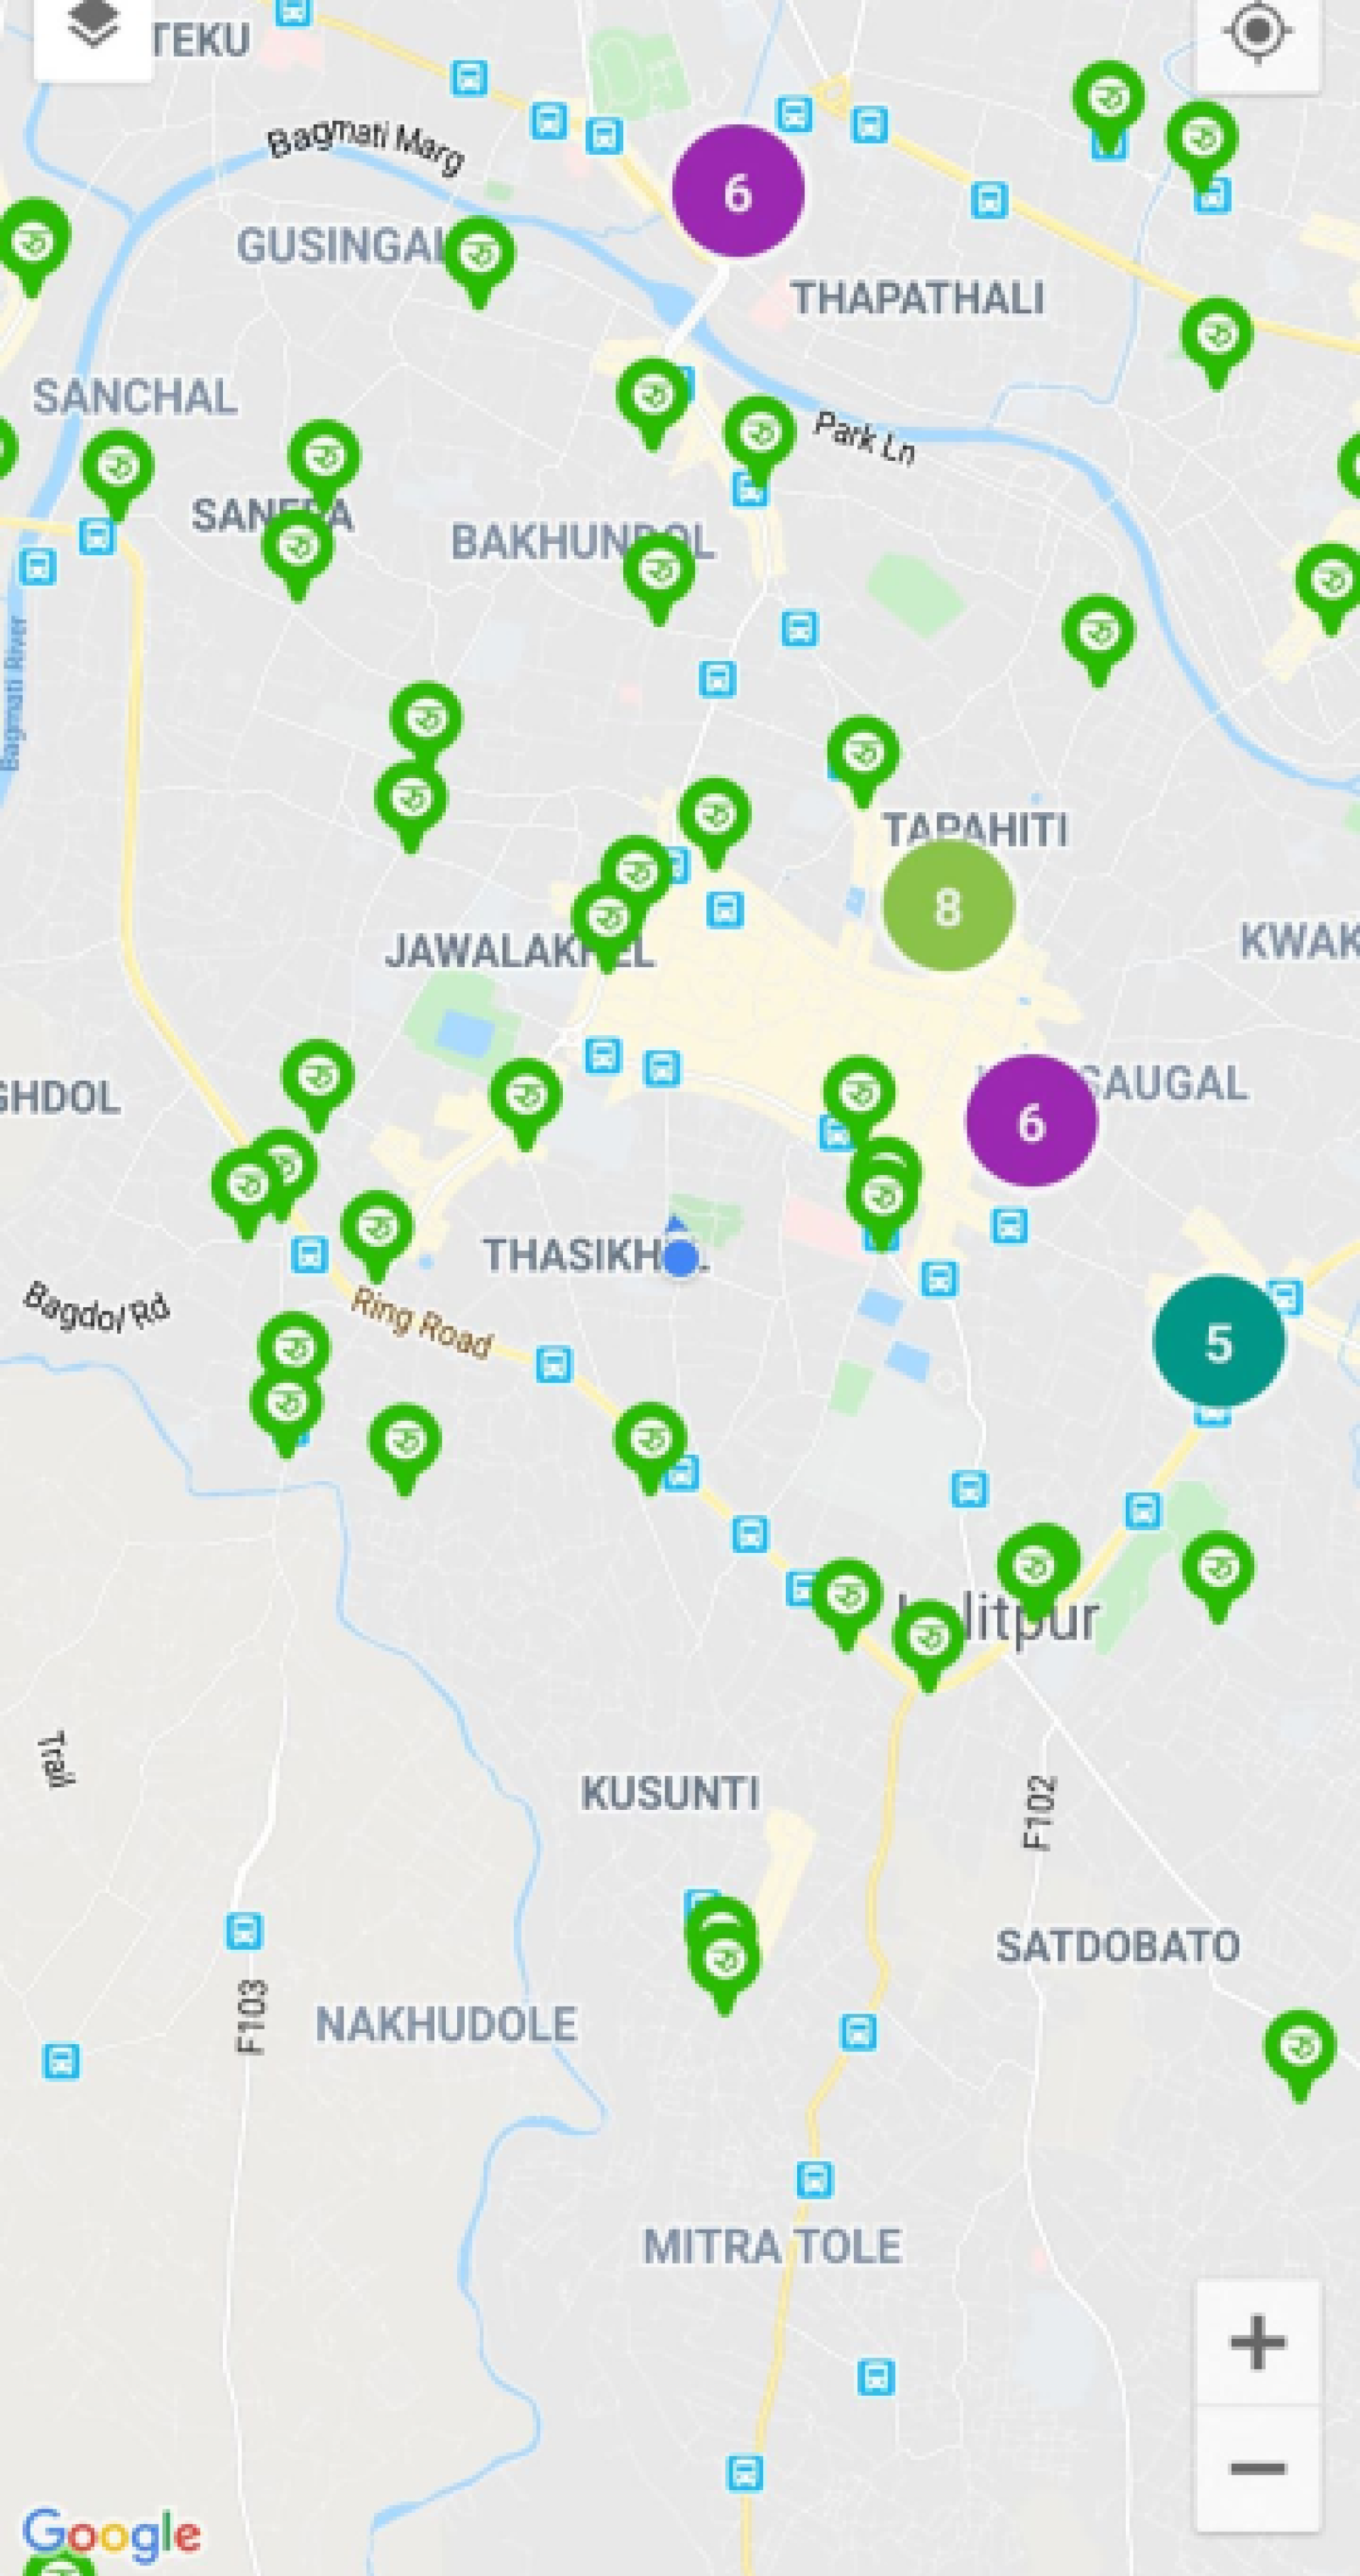 TEKU
Bagmati Marg
6
GUSINGAL
THAPATHALI
SANCHAL
Park Ln
SANEPA
BAKHUNDOL
Bagmati River
TAPAHITI
8
JAWALAKHEL
KWAK
GHDOL
SAUGAL
6
THASIKHEL
Bagdol Rd
Ring Road
5
Lalitpur
Trail
KUSUNTI
F102
SATDOBATO
F103
NAKHUDOLE
MITRA TOLE
Google